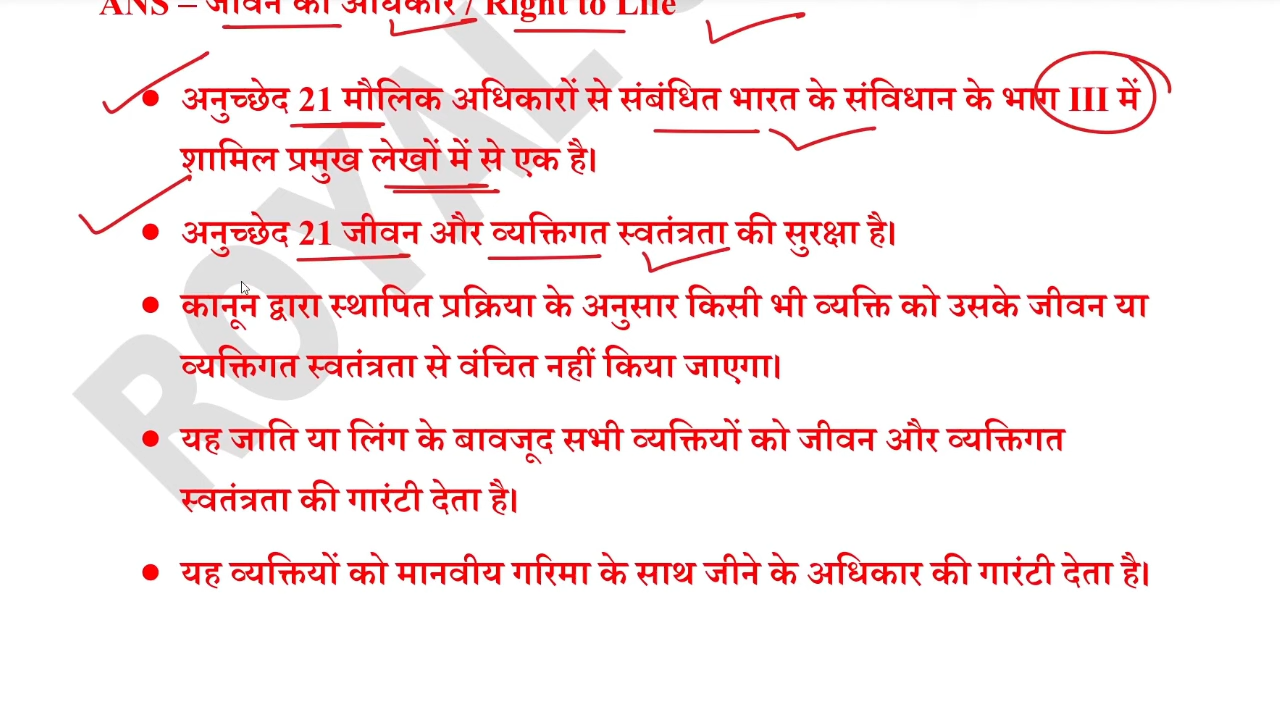 ANS – जीवन का अधिकार / Right to Life
• अनुच्छेद 21 मौलिक अधिकारों से संबंधित भारत के संविधान के भाग III में
शामिल प्रमुख लेखों में से एक है।
• अनुच्छेद 21 जीवन और व्यक्तिगत स्वतंत्रता की सुरक्षा है।
• कानून द्वारा स्थापित प्रक्रिया के अनुसार किसी भी व्यक्ति को उसके जीवन या
व्यक्तिगत स्वतंत्रता से वंचित नहीं किया जाएगा।
• यह जाति या लिंग के बावजूद सभी व्यक्तियों को जीवन और व्यक्तिगत
स्वतंत्रता की गारंटी देता है।
• यह व्यक्तियों को मानवीय गरिमा के साथ जीने के अधिकार की गारंटी देता है।
ROYAL